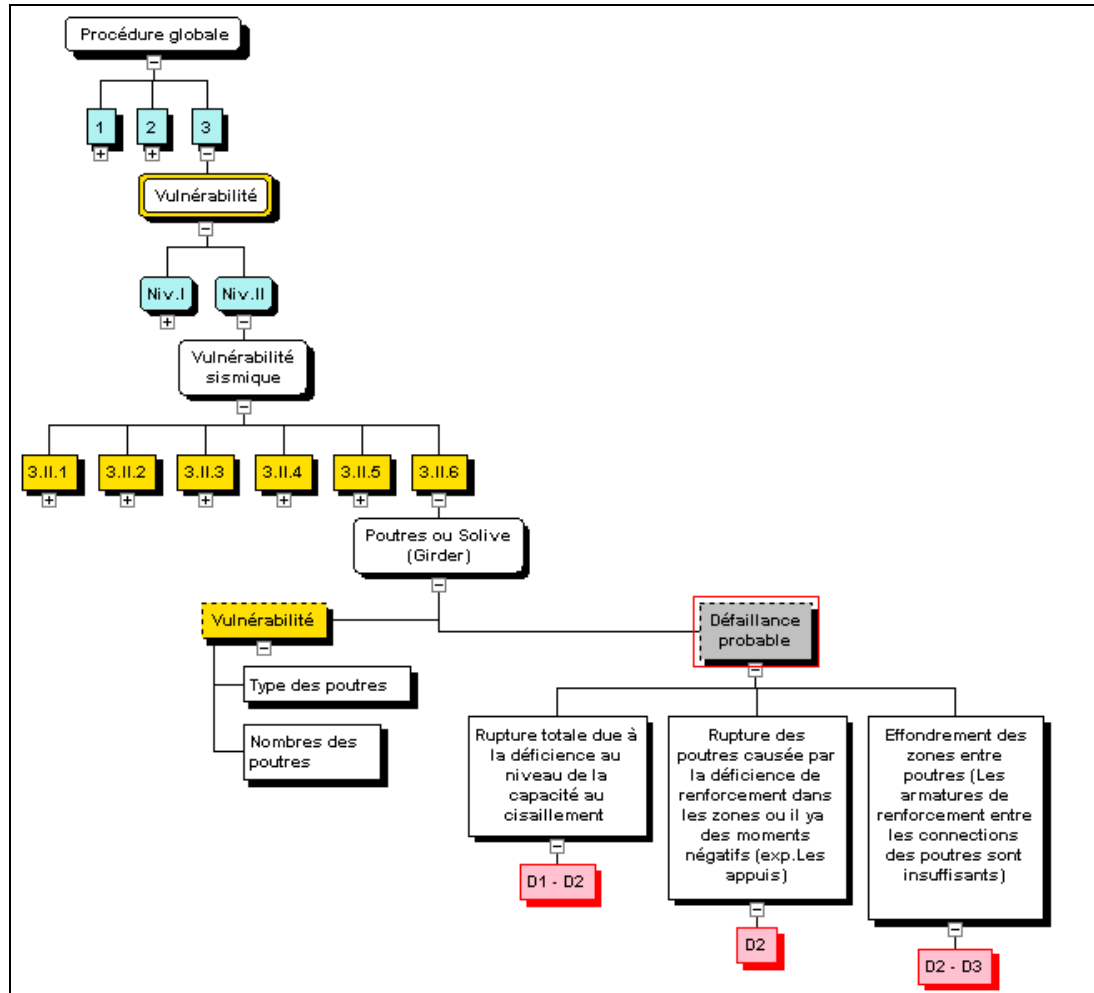 Procédure globale
1
2
3
Vulnérabilité
Niv.I
Niv.II
Vulnérabilité
sismique
3.II.1
3.II.2
3.II.3
3.II.4
3.II.5
3.II.6
Poutres ou Solive
(Girder)
Vulnérabilité
Type des poutres
Nombres des
poutres
Défaillance
probable
Rupture totale due à
la déficience au
niveau de la
capacité au
cisaillement
D1 - D2
Rupture des
poutres causée par
la déficience de
renforcement dans
les zones ou il ya
des moments
négatifs (exp.Les
appuis)
D2
Effondrement des
zones entre
poutres (Les
armatures de
renforcement entre
les connections
des poutres sont
insuffisants)
D2 - D3